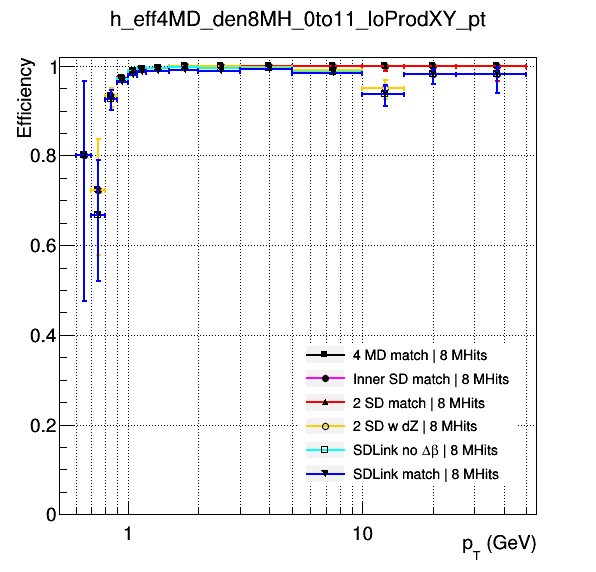 h_eff4MD_den8MH_0to11_loProdXY_pt
Efficiency
1
0.8
0.6
0.4
0.2
0
4 MD match | 8 MHits
Inner SD match | 8 MHits
2 SD match | 8 MHits
2 SD w dZ | 8 MHits
SDLink no Δβ | 8 MHits
SDLink match | 8 MHits
1
10
p_T (GeV)